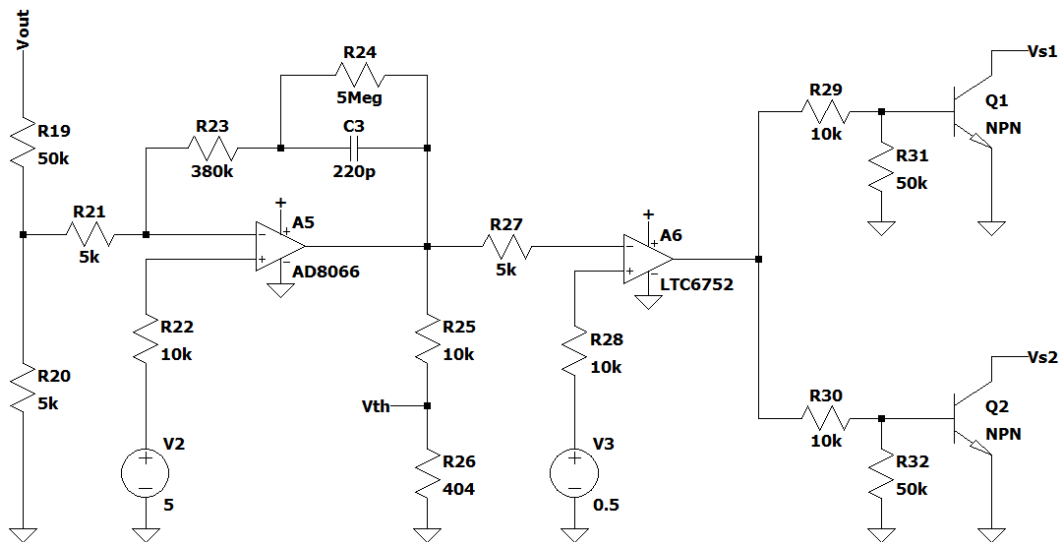 Vout
R19
50k
R20
5k
R21
5k
R22
10k
V2
+
−
5
R23
380k
R24
5Meg
C3
220p
+
A5
−
+
+
−
AD8066
R25
10k
Vth
R26
404
R27
5k
R28
10k
V3
+
−
0.5
+
A6
−
+
+
−
LTC6752
R29
10k
R31
50k
Q1
NPN
Vs1
R30
10k
R32
50k
Q2
NPN
Vs2